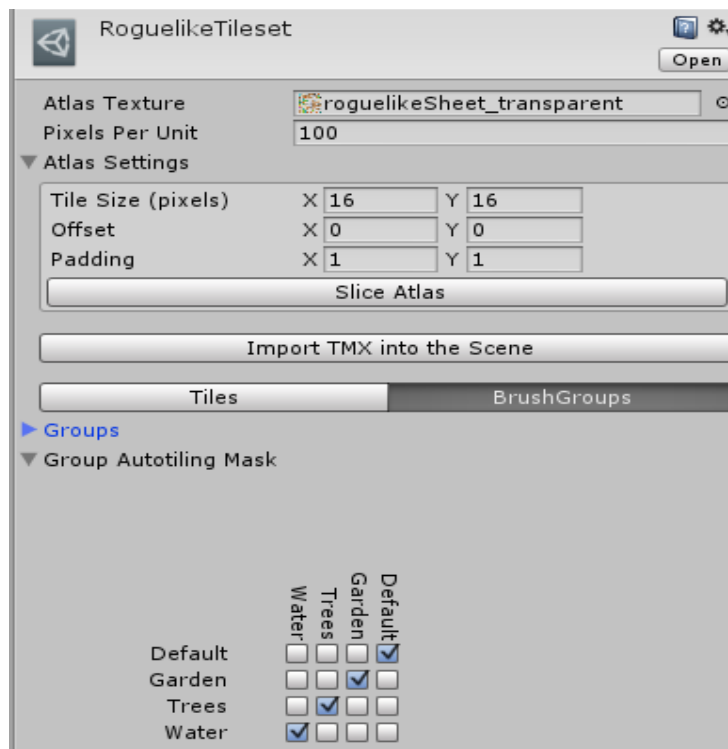 RoguelikeTileset
Open
Atlas Texture roguelikeSheet_transparent
Pixels Per Unit 100
Atlas Settings
Tile Size (pixels) X 16 Y 16
Offset X 0 Y 0
Padding X 1 Y 1
Slice Atlas
Import TMX into the Scene
Tiles BrushGroups
Groups
Group Autotiling Mask
Water Trees Garden Default
Default
Garden
Trees
Water